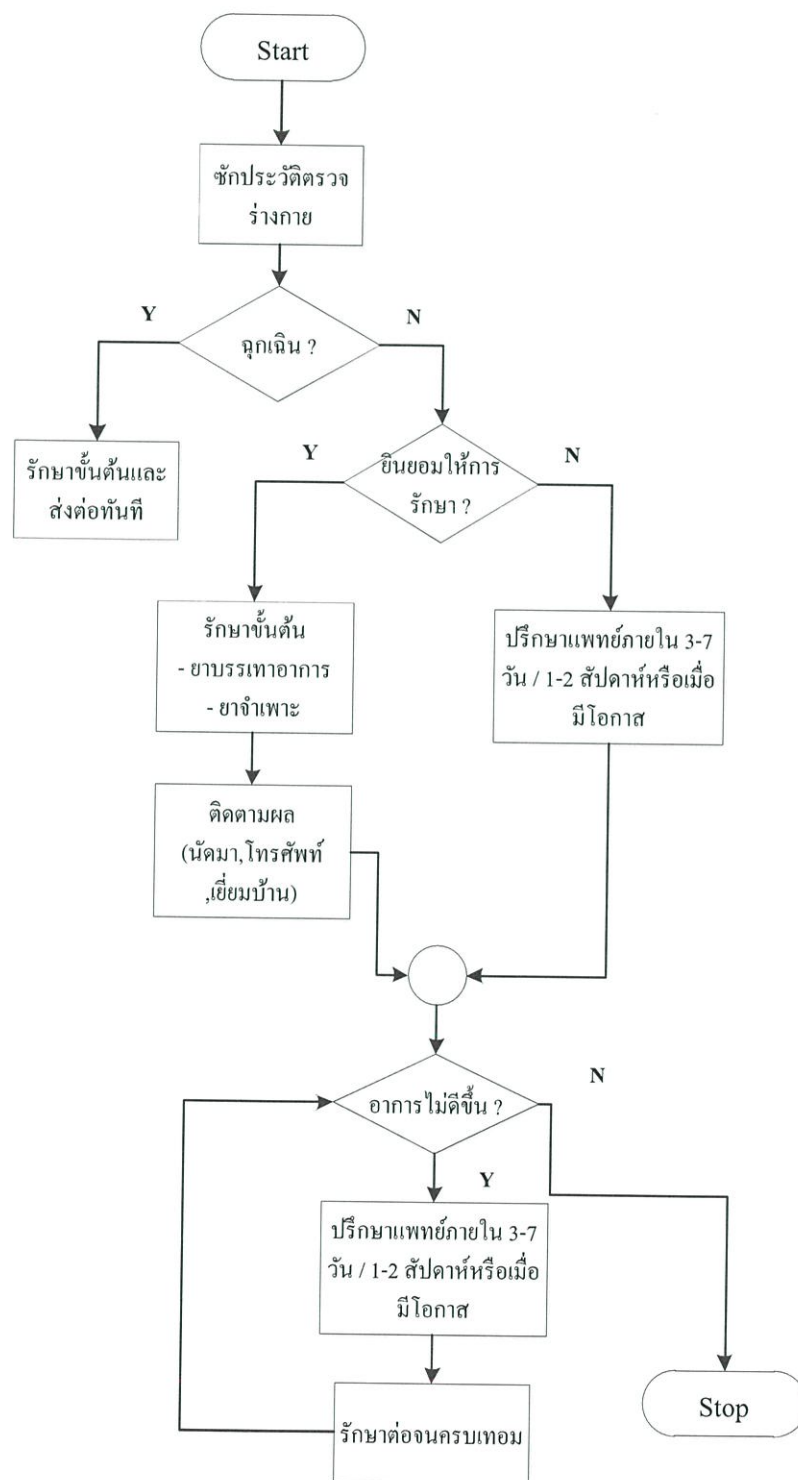 Start
ซักประวัติตรวจ
ร่างกาย
Y
N
ฉุกเฉิน ?
รักษาขั้นต้นและ
ส่งต่อทันที
Y
N
ยินยอมให้การ
รักษา ?
รักษาขั้นต้น
- ยาบรรเทาอาการ
- ยาจำเพาะ
ปรึกษาแพทย์ภายใน 3-7
วัน / 1-2 สัปดาห์หรือเมื่อ
มีโอกาส
ติดตามผล
(นัดมา,โทรศัพท์
,เยี่ยมบ้าน)
N
อาการไม่ดีขึ้น ?
Y
ปรึกษาแพทย์ภายใน 3-7
วัน / 1-2 สัปดาห์หรือเมื่อ
มีโอกาส
รักษาต่อจนครบเทอม
Stop